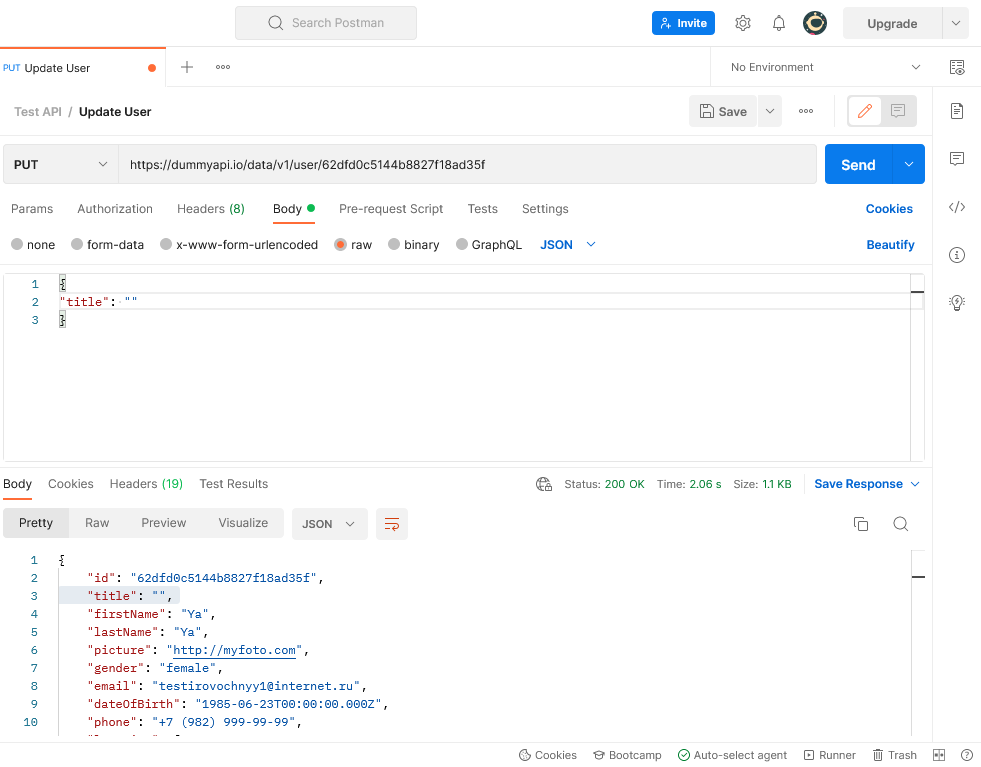 Search Postman
Invite
Upgrade
PUT Update User
No Environment
Test API / Update User
Save
PUT
https://dummyapi.io/data/v1/user/62dfd0c5144b8827f18ad35f
Send
Params Authorization Headers (8) Body Pre-request Script Tests Settings Cookies
none form-data x-www-form-urlencoded raw binary GraphQL JSON Beautify
1 {
2 "title": ""
3 }
Body Cookies Headers (19) Test Results Status: 200 OK Time: 2.06 s Size: 1.1 KB Save Response
Pretty Raw Preview Visualize JSON
1 {
2 "id": "62dfd0c5144b8827f18ad35f",
3 "title": "",
4 "firstName": "Ya",
5 "lastName": "Ya",
6 "picture": "http://myfoto.com",
7 "gender": "female",
8 "email": "testirovochnyy1@internet.ru",
9 "dateOfBirth": "1985-06-23T00:00:00.000Z",
10 "phone": "+7 (982) 999-99-99",
Cookies Bootcamp Auto-select agent Runner Trash